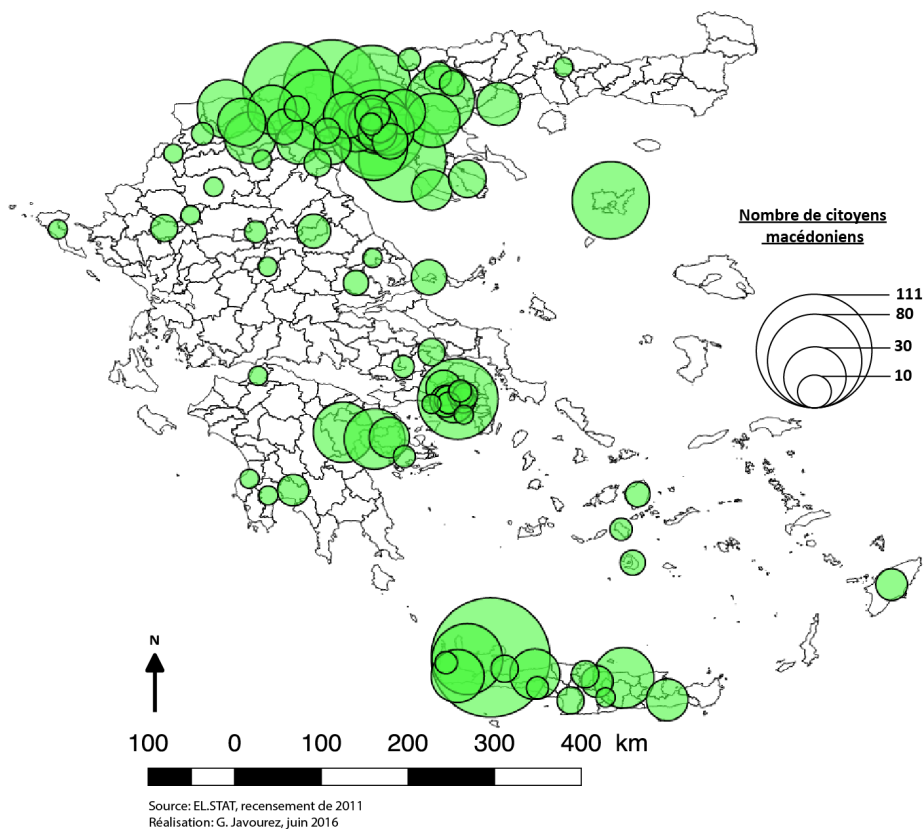 Nombre de citoyens
macédoniens
111
80
30
10
N
100 0 100 200 300 400 km
Source: EL.STAT, recensement de 2011
Réalisation: G. Javourez, juin 2016